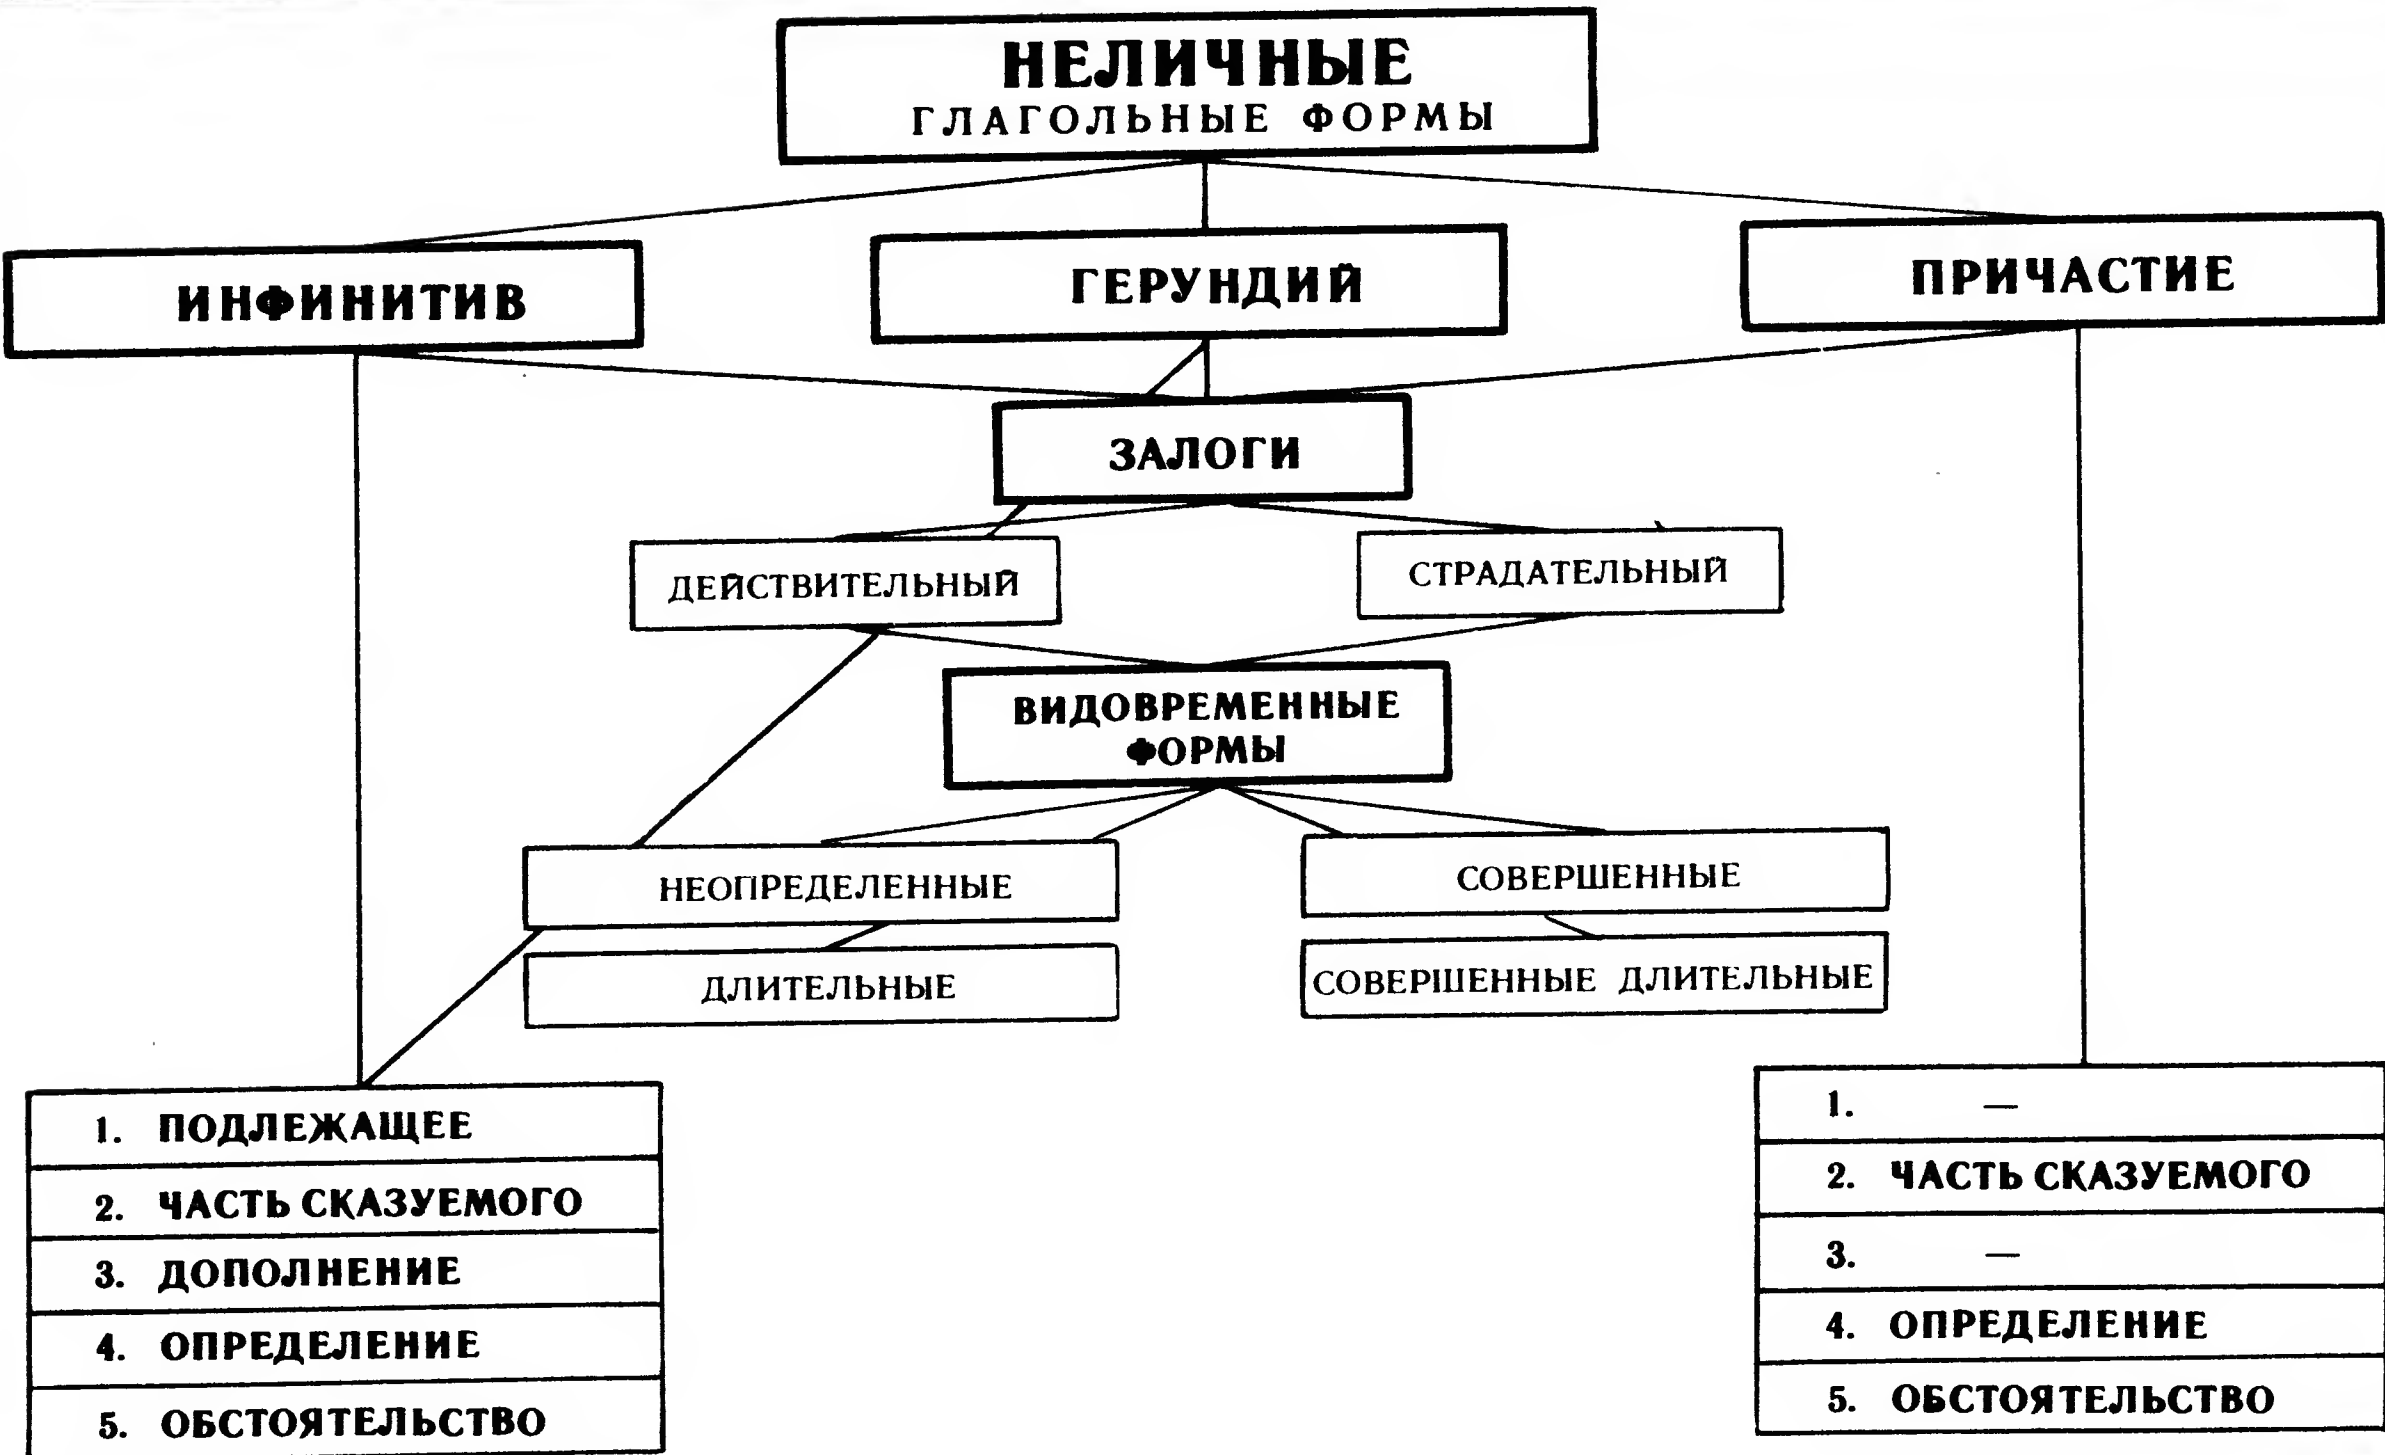 НЕЛИЧНЫЕ
ГЛАГОЛЬНЫЕ ФОРМЫ
ИНФИНИТИВ
ГЕРУНДИЙ
ПРИЧАСТИЕ
ЗАЛОГИ
ДЕЙСТВИТЕЛЬНЫЙ
СТРАДАТЕЛЬНЫЙ
ВИДОВРЕМЕННЫЕ
ФОРМЫ
НЕОПРЕДЕЛЕННЫЕ
СОВЕРШЕННЫЕ
ДЛИТЕЛЬНЫЕ
СОВЕРШЕННЫЕ ДЛИТЕЛЬНЫЕ
1. ПОДЛЕЖАЩЕЕ
2. ЧАСТЬ СКАЗУЕМОГО
3. ДОПОЛНЕНИЕ
4. ОПРЕДЕЛЕНИЕ
5. ОБСТОЯТЕЛЬСТВО
1. —
2. ЧАСТЬ СКАЗУЕМОГО
3. —
4. ОПРЕДЕЛЕНИЕ
5. ОБСТОЯТЕЛЬСТВО